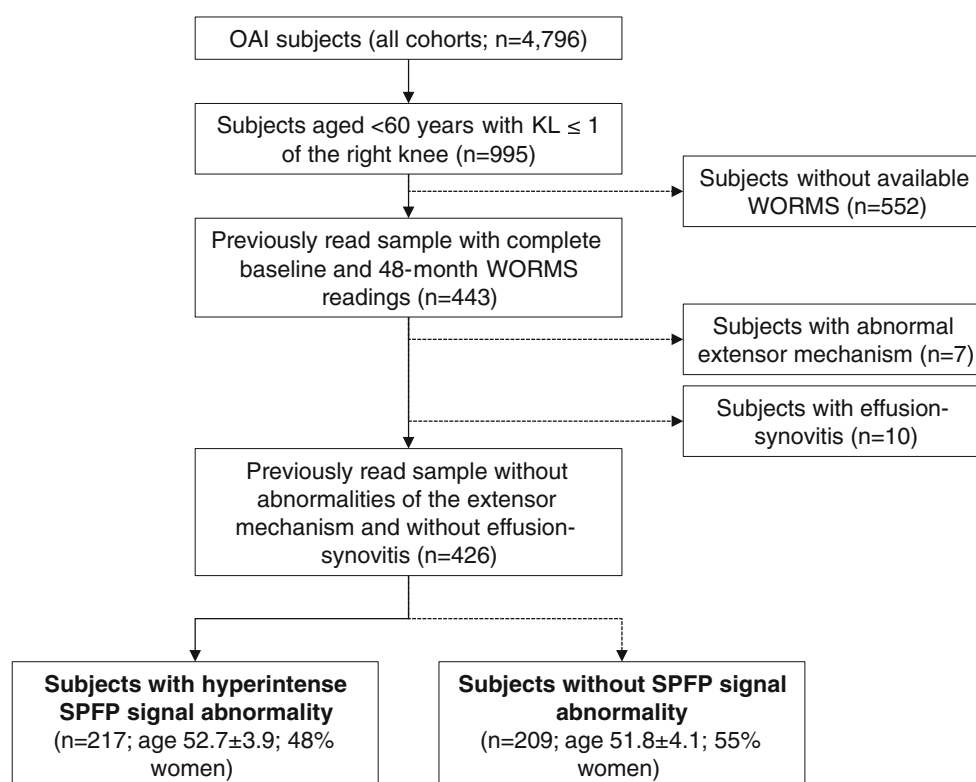 OAI subjects (all cohorts; n=4,796)
Subjects aged <60 years with KL ≤ 1
of the right knee (n=995)
Subjects without available
WORMS (n=552)
Previously read sample with complete
baseline and 48-month WORMS
readings (n=443)
Subjects with abnormal
extensor mechanism (n=7)
Subjects with effusion-
synovitis (n=10)
Previously read sample without
abnormalities of the extensor
mechanism and without effusion-
synovitis (n=426)
Subjects with hyperintense
SPFP signal abnormality
(n=217; age 52.7±3.9; 48%
women)
Subjects without SPFP signal
abnormality
(n=209; age 51.8±4.1; 55%
women)